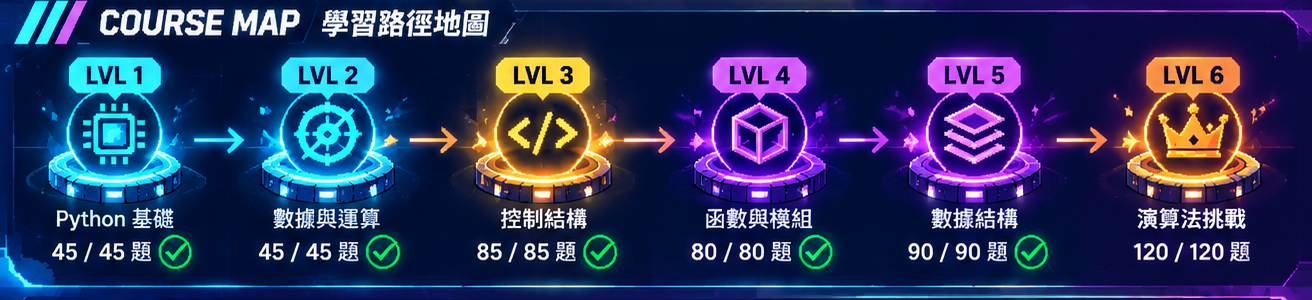 COURSE MAP 學習路徑地圖
LVL 1
LVL 2
LVL 3
LVL 4
LVL 5
LVL 6
Python 基礎
數據與運算
控制結構
函數與模組
數據結構
演算法挑戰
45 / 45 題
45 / 45 題
85 / 85 題
80 / 80 題
90 / 90 題
120 / 120 題